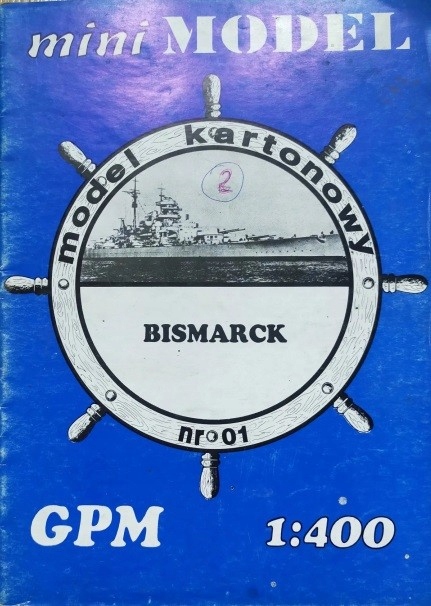 mini MODEL
model kartonowy
2
BISMARCK
nr 01
GPM
1:400